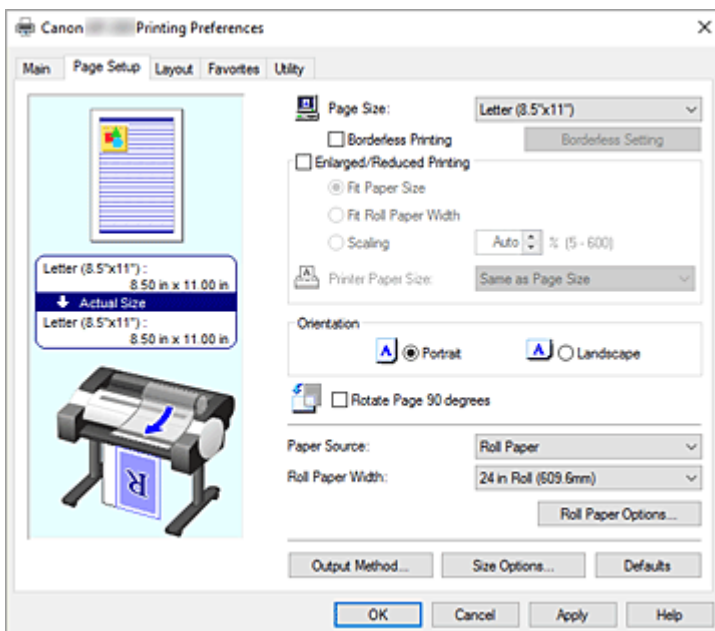 Canon Printing Preferences
Main Page Setup Layout Favorites Utility
Page Size: Letter (8.5"x11")
Borderless Printing Borderless Setting
Enlarged/Reduced Printing
Fit Paper Size
Fit Roll Paper Width
Scaling Auto % (5 - 600)
Printer Paper Size: Same as Page Size
Letter (8.5"x11") :
8.50 in x 11.00 in
Actual Size
Letter (8.5"x11") :
8.50 in x 11.00 in
Orientation
A Portrait A Landscape
Rotate Page 90 degrees
R
Paper Source: Roll Paper
Roll Paper Width: 24 in Roll (609.6mm)
Roll Paper Options...
Output Method... Size Options... Defaults
OK Cancel Apply Help